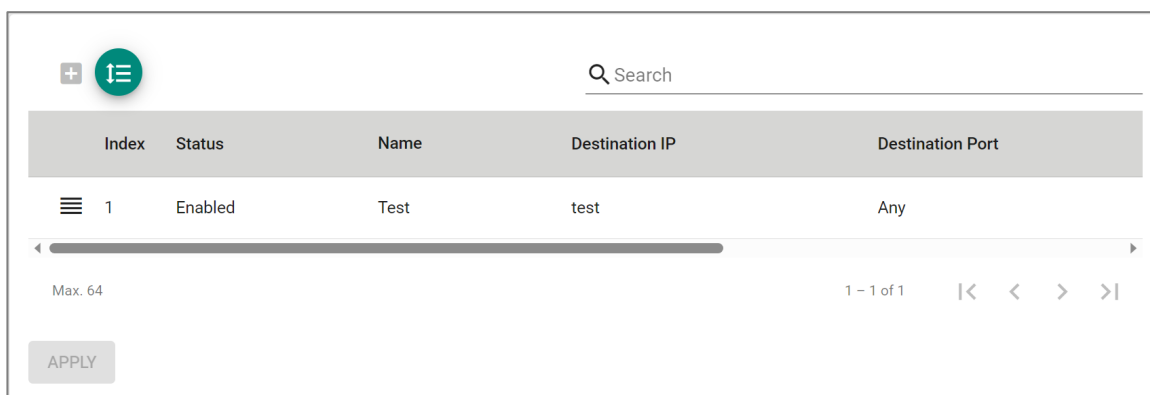 Search
Index Status Name Destination IP Destination Port
1 Enabled Test test Any
Max. 64 1 – 1 of 1
APPLY